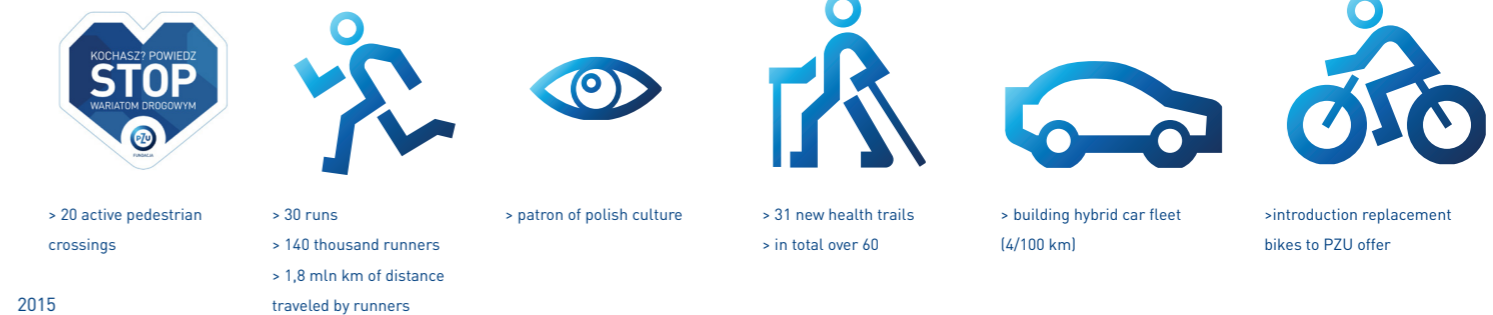 KOCHASZ? POWIEDZ
STOP
WARIATOM DROGOWYM
PZU
FUNDACJA
> 20 active pedestrian
crossings
> 30 runs
> 140 thousand runners
> 1,8 mln km of distance
traveled by runners
> patron of polish culture
> 31 new health trails
> in total over 60
> building hybrid car fleet
(4/100 km)
>introduction replacement
bikes to PZU offer
2015